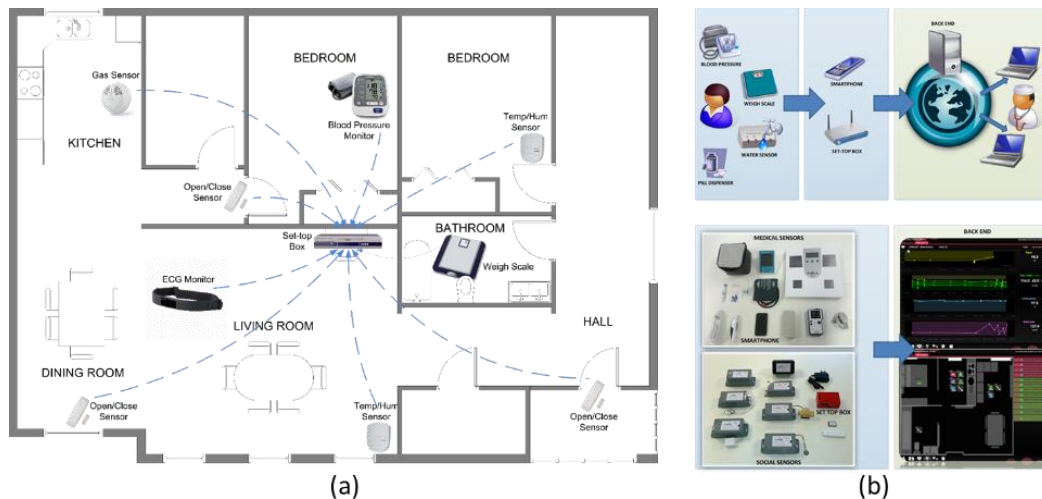 BEDROOM
BEDROOM
Gas Sensor
KITCHEN
Blood Pressure
Monitor
Temp/Hum
Sensor
Open/Close
Sensor
Set-top
Box
BATHROOM
Weigh Scale
ECG Monitor
LIVING ROOM
HALL
DINING ROOM
Open/Close
Sensor
Temp/Hum
Sensor
Open/Close
Sensor
(a)
BLOOD PRESSURE
WEIGH SCALE
WATER SENSOR
PILL DISPENSER
SMARTPHONE
SET-TOP BOX
BACK END
MEDICAL SENSORS
SMARTPHONE
SET TOP BOX
SOCIAL SENSORS
BACK END
(b)